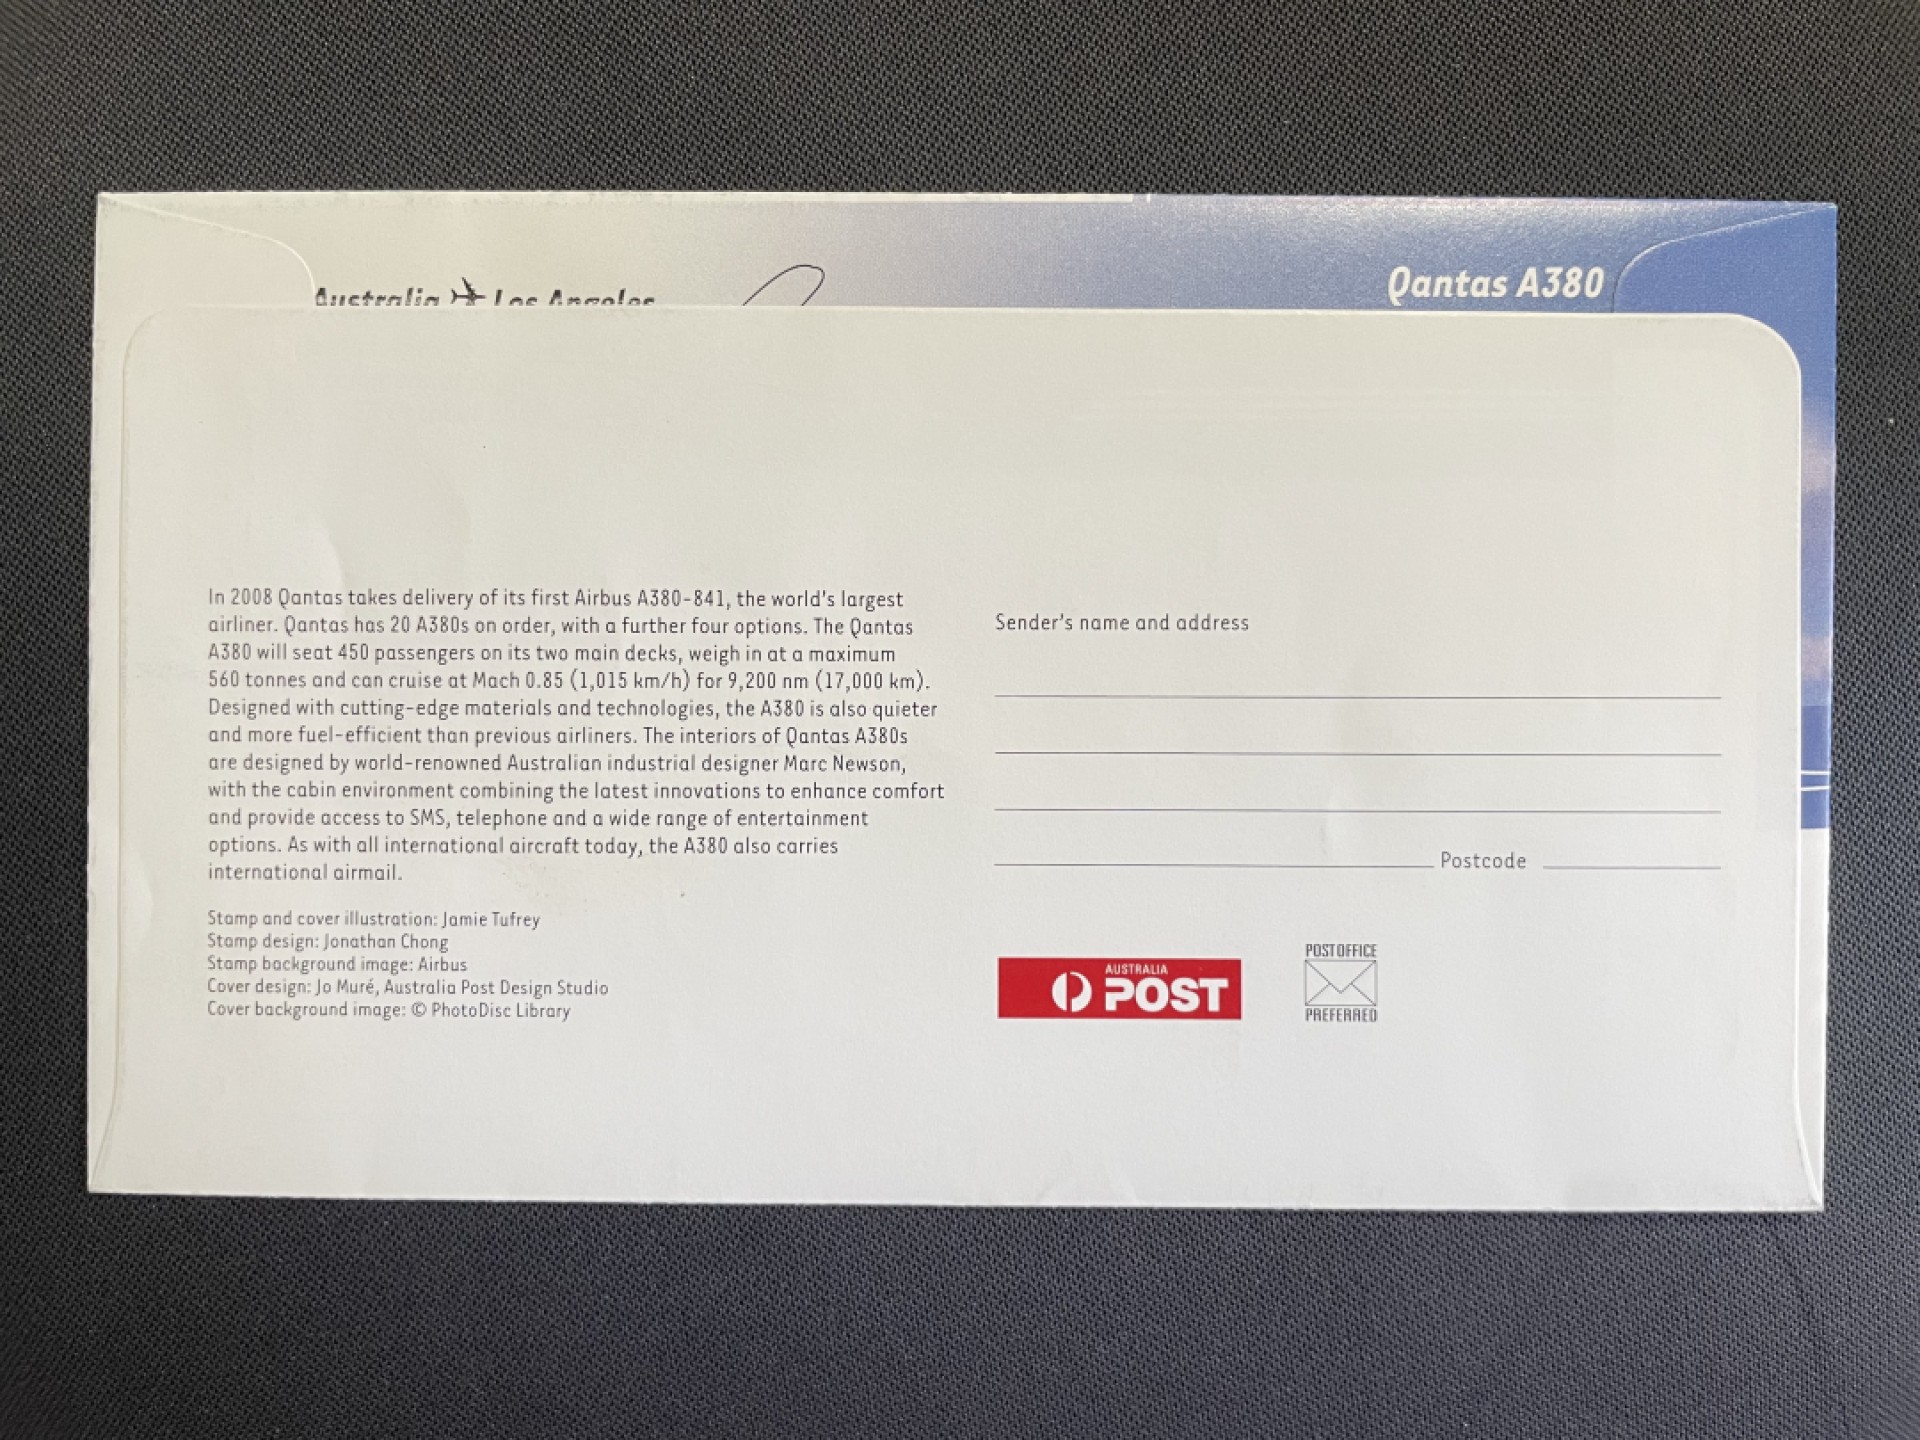 Australia Los Angeles
Qantas A380
In 2008 Qantas takes delivery of its first Airbus A380-841, the world's largest
airliner. Qantas has 20 A380s on order, with a further four options. The Qantas
A380 will seat 450 passengers on its two main decks, weigh in at a maximum
560 tonnes and can cruise at Mach 0.85 (1,015 km/h) for 9,200 nm (17,000 km).
Designed with cutting-edge materials and technologies, the A380 is also quieter
and more fuel-efficient than previous airliners. The interiors of Qantas A380s
are designed by world-renowned Australian industrial designer Marc Newson,
with the cabin environment combining the latest innovations to enhance comfort
and provide access to SMS, telephone and a wide range of entertainment
options. As with all international aircraft today, the A380 also carries
international airmail.
Stamp and cover illustration: Jamie Tufrey
Stamp design: Jonathan Chong
Stamp background image: Airbus
Cover design: Jo Muré, Australia Post Design Studio
Cover background image: © PhotoDisc Library
Sender's name and address
Postcode
AUSTRALIA
POST
POST OFFICE
PREFERRED